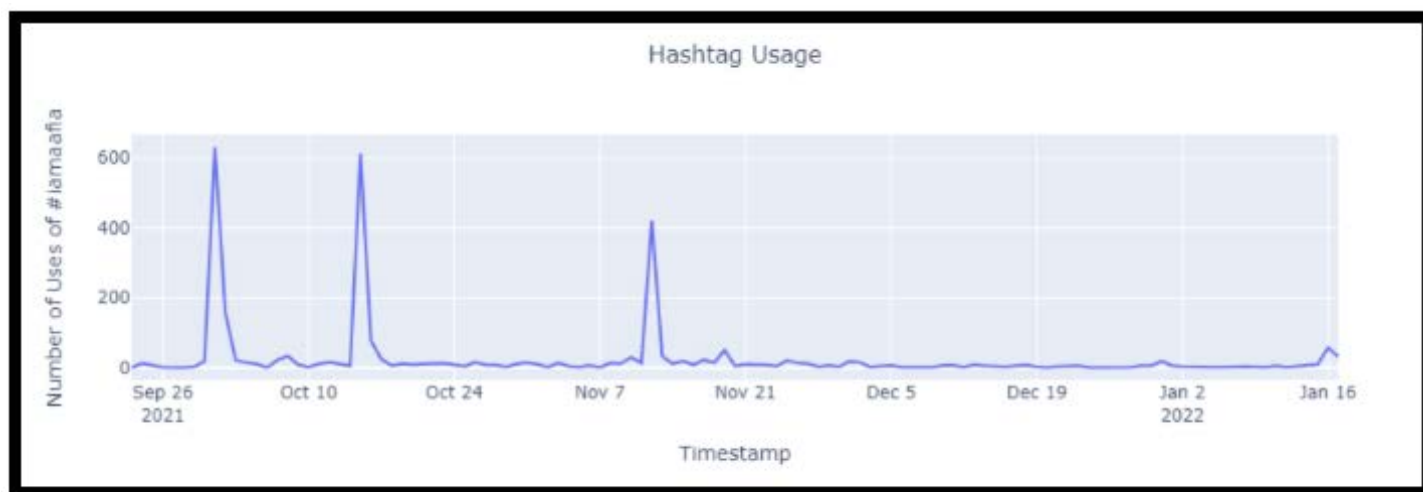 Hashtag Usage
Number of Uses of #iamaafia
600
400
200
0
Sep 26 Oct 10 Oct 24 Nov 7 Nov 21 Dec 5 Dec 19 Jan 2 Jan 16
2021 2022
Timestamp